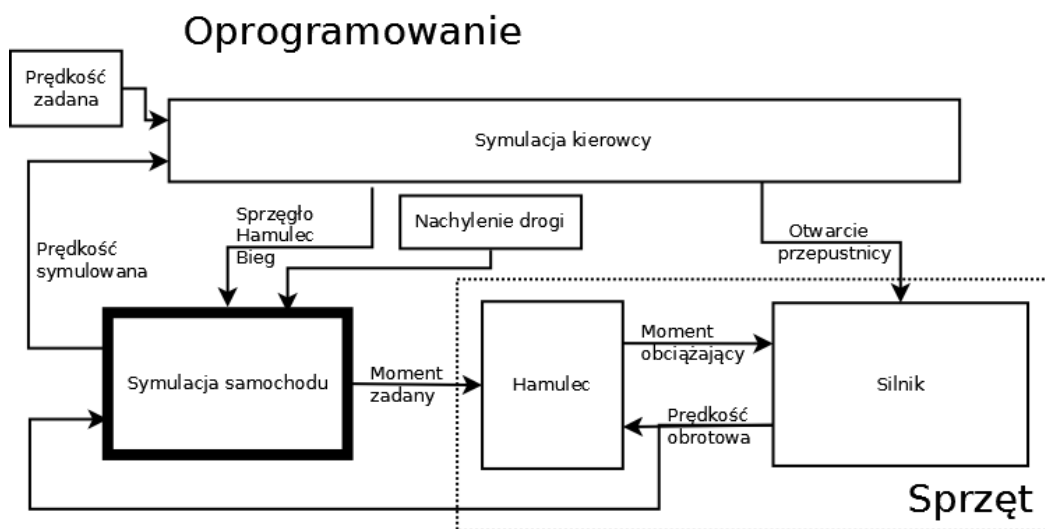 Oprogramowanie
Prędkość
zadana
Symulacja kierowcy
Sprzęgło
Hamulec
Bieg
Nachylenie drogi
Otwarcie
przepustnicy
Prędkość
symulowana
Symulacja samochodu
Moment
zadany
Hamulec
Moment
obciążający
Prędkość
obrotowa
Silnik
Sprzęt